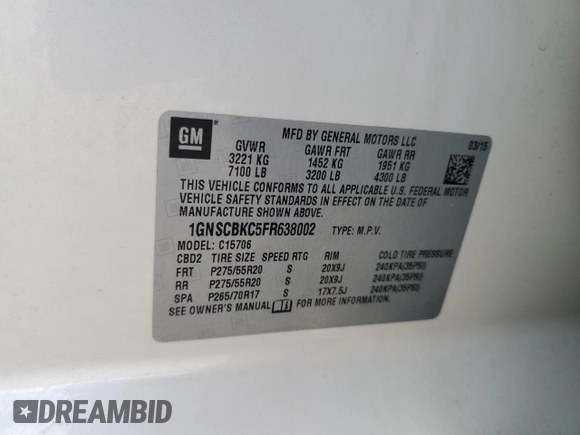 GM
MFD BY GENERAL MOTORS LLC
03/15
GVWR GAWR FRT GAWR RR
3221 KG 1452 KG 1951 KG
7100 LB 3200 LB 4300 LB
THIS VEHICLE CONFORMS TO ALL APPLICABLE U.S. FEDERAL MOTOR
VEHICLE SAFETY STANDARDS IN EFFECT ON THE DATE OF
MANUFACTURE SHOWN ABOVE.
1GNSCBKC5FR638002 TYPE: M.P.V.
MODEL: C15706
CBD2 TIRE SIZE SPEED RTG RIM COLD TIRE PRESSURE
FRT P275/55R20 S 20X9J 240KPA(35PSI)
RR P275/55R20 S 20X9J 240KPA(35PSI)
SPA P265/70R17 S 17X7.5J 240KPA(35PSI)
SEE OWNER'S MANUAL FOR MORE INFORMATION.
DREAMBID